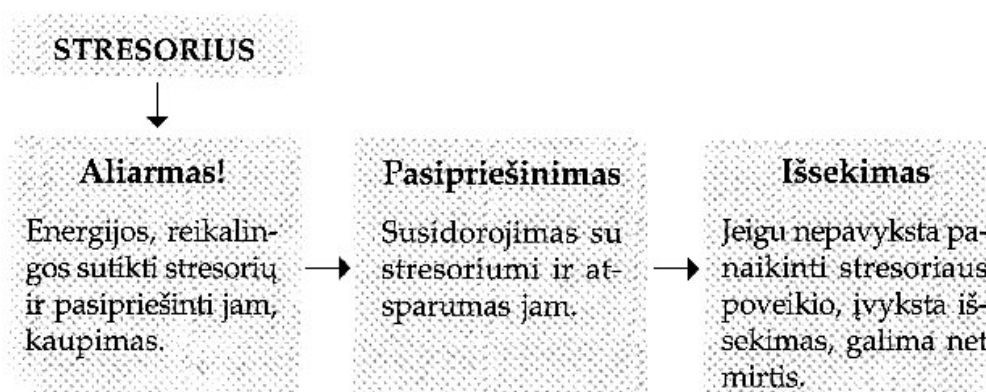 STRESORIUS
Aliarmas!
Energijos, reikalin-
gos sutikti stresorių
ir pasipriešinti jam,
kaupimas.
Pasipriešinimas
Susidorojimas su
stresoriumi ir at-
sparumas jam.
Išsekimas
Jeigu nepavyksta pa-
naikinti stresoriaus
poveikio, įvyksta iš-
sekimas, galima net
mirtis.